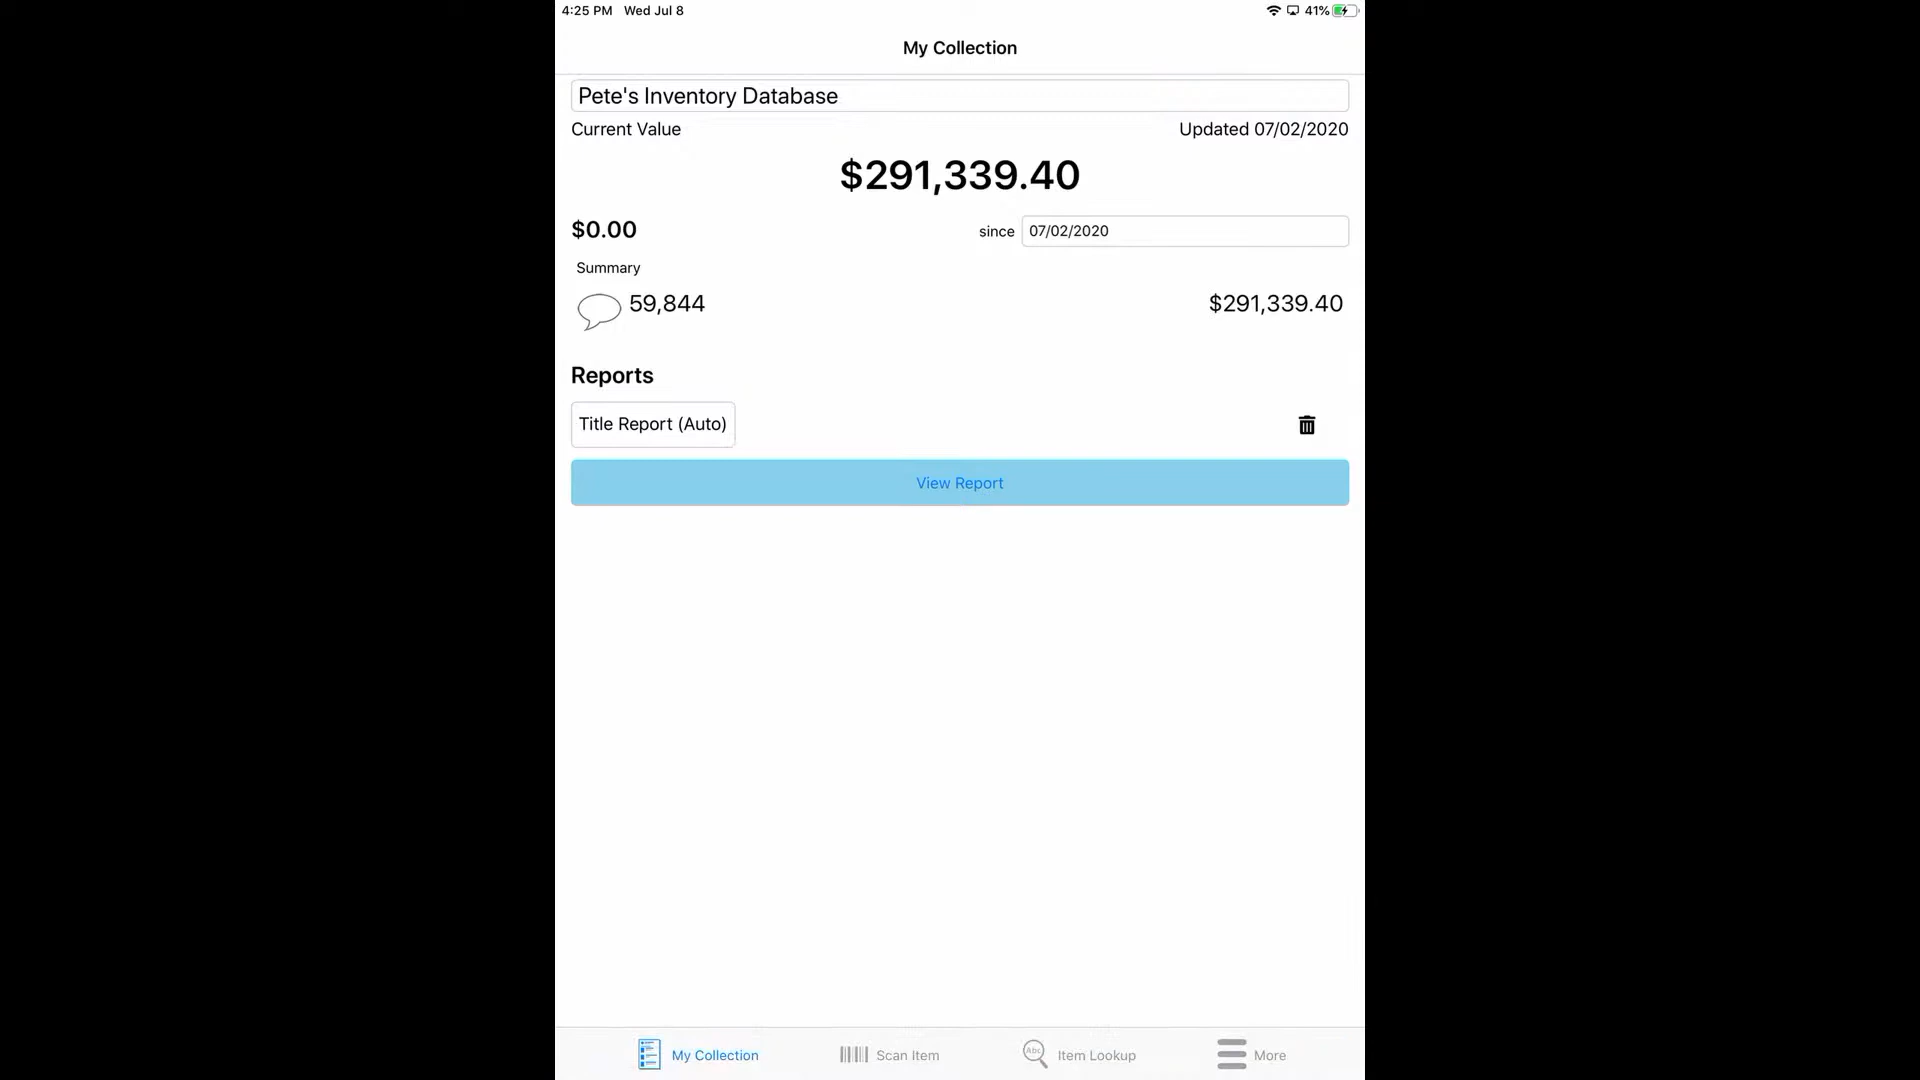 4:25 PM Wed Jul 8 41%
My Collection
Pete's Inventory Database
Current Value Updated 07/02/2020
$291,339.40
$0.00 since 07/02/2020
Summary
59,844 $291,339.40
Reports
Title Report (Auto)
View Report
My Collection Scan Item Abc Item Lookup More